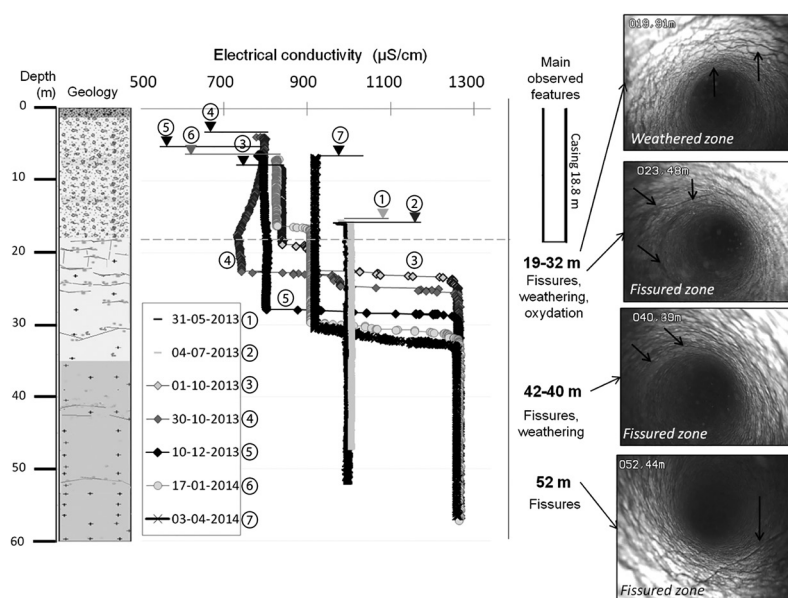 Electrical conductivity (µS/cm)
Depth
(m)
Geology
500
700
900
1100
1300
0
10
20
30
40
50
60
④
⑤
⑥
③
⑦
①
②
③
④
⑤
31-05-2013 ①
04-07-2013 ②
01-10-2013 ③
30-10-2013 ④
10-12-2013 ⑤
17-01-2014 ⑥
03-04-2014 ⑦
Main
observed
features
Casing 18.8 m
19-32 m
Fissures,
weathering,
oxydation
42-40 m
Fissures,
weathering
52 m
Fissures
018.81m
Weathered zone
023.48m
Fissured zone
040.39m
Fissured zone
052.44m
Fissured zone